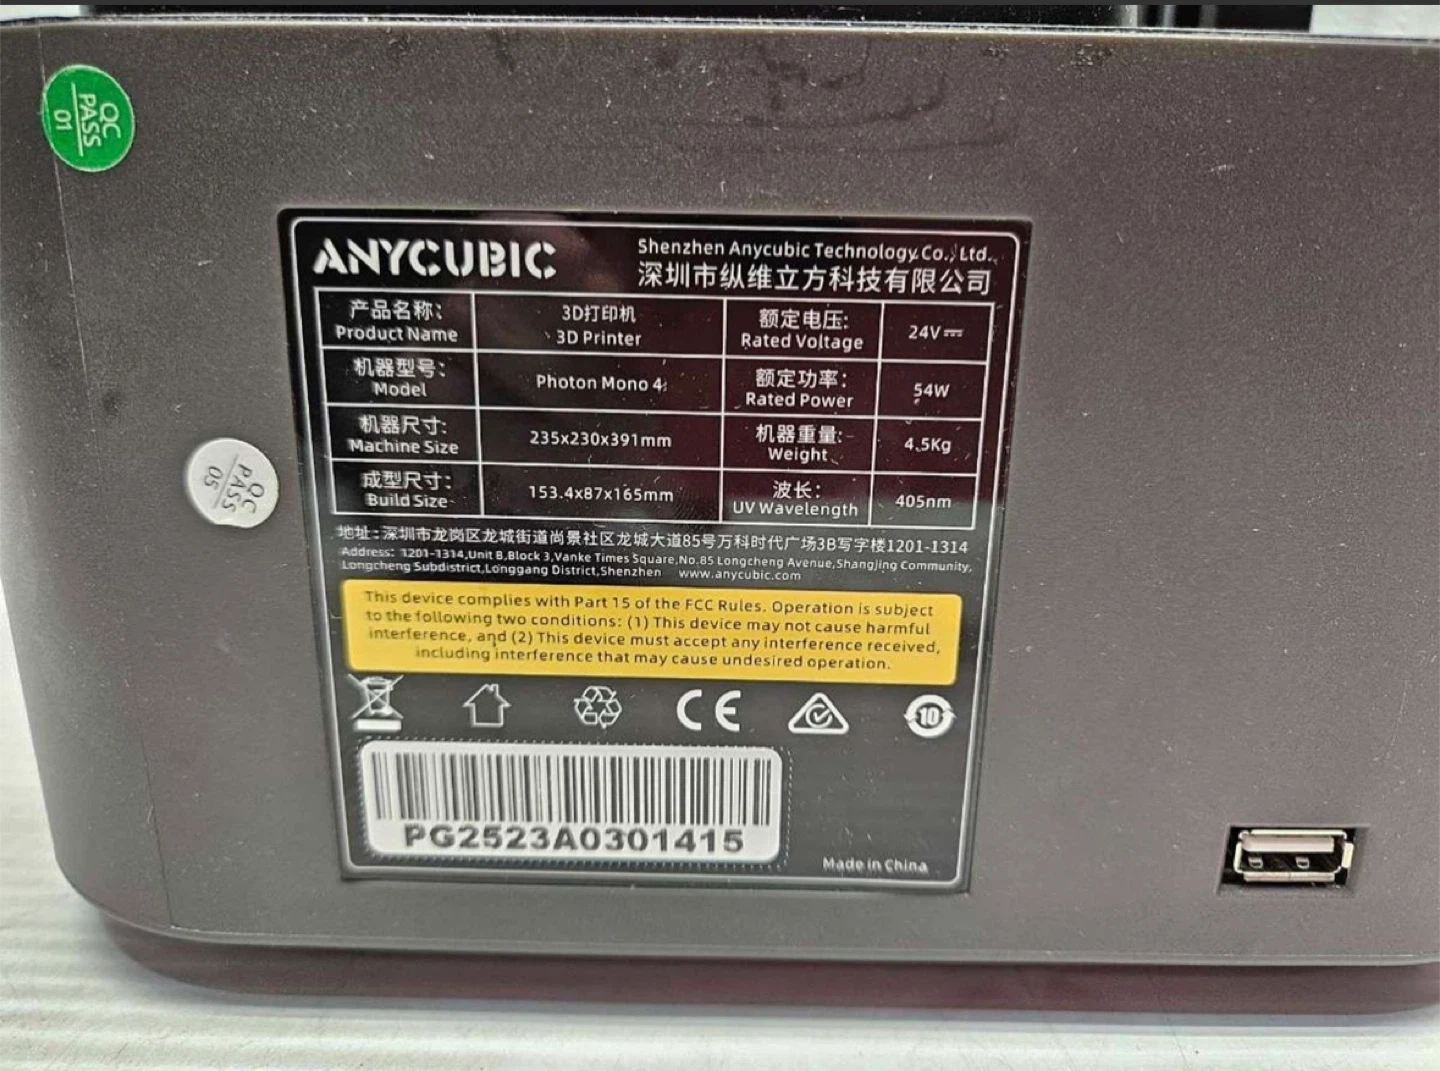 QC
PASS
01
ANYCUBIC
Shenzhen Anycubic Technology Co., Ltd.
深圳市纵维立方科技有限公司
产品名称:
Product Name
3D打印机
3D Printer
额定电压:
Rated Voltage
24V⎓
机器型号:
Model
Photon Mono 4
额定功率:
Rated Power
54W
机器尺寸:
Machine Size
235x230x391mm
机器重量:
Weight
4.5Kg
成型尺寸:
Build Size
153.4x87x165mm
波长:
UV Wavelength
405nm
QC
PASS
05
地址:深圳市龙岗区龙城街道尚景社区龙城大道85号万科时代广场3B写字楼1201-1314
Address: 1201-1314,Unit B,Block 3,Vanke Times Square,No.85 Longcheng Avenue,Shangjing Community,
Longcheng Subdistrict,Longgang District,Shenzhen www.anycubic.com
This device complies with Part 15 of the FCC Rules. Operation is subject
to the following two conditions: (1) This device may not cause harmful
interference, and (2) This device must accept any interference received,
including interference that may cause undesired operation.
CE
10
PG2523A0301415
Made in China